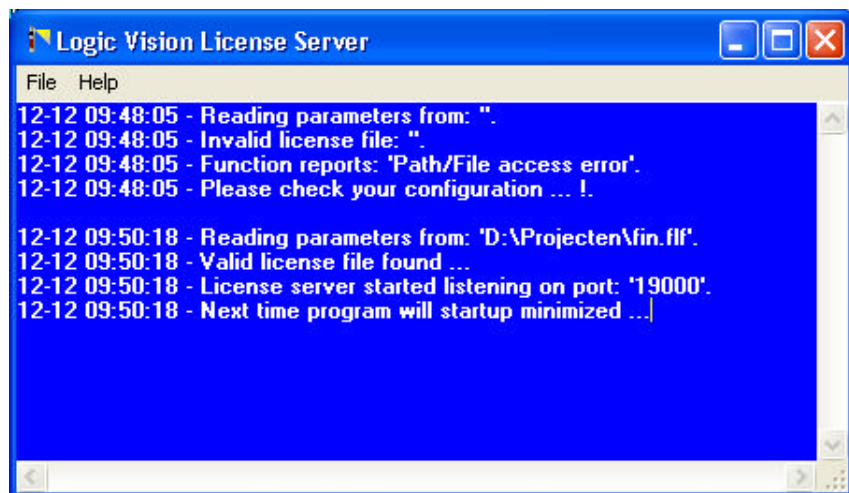 Logic Vision License Server
File Help
12-12 09:48:05 - Reading parameters from: ''.
12-12 09:48:05 - Invalid license file: ''.
12-12 09:48:05 - Function reports: 'Path/File access error'.
12-12 09:48:05 - Please check your configuration ... !.
12-12 09:50:18 - Reading parameters from: 'D:\Projecten\fin.flf'.
12-12 09:50:18 - Valid license file found ...
12-12 09:50:18 - License server started listening on port: '19000'.
12-12 09:50:18 - Next time program will startup minimized ...